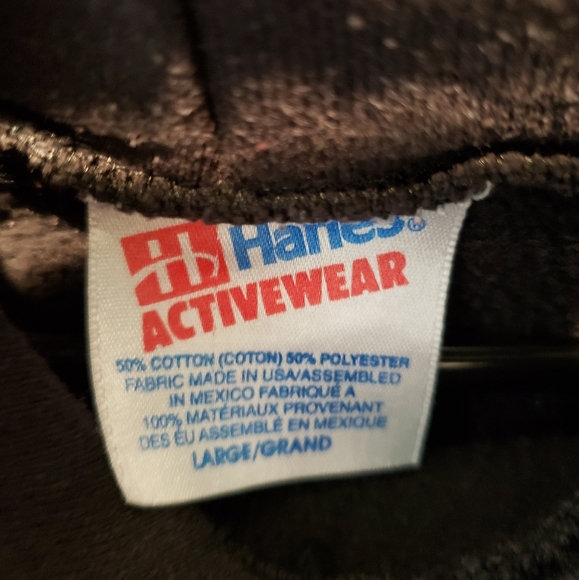 Hanes®
ACTIVEWEAR
50% COTTON (COTON) 50% POLYESTER
FABRIC MADE IN USA/ASSEMBLED
IN MEXICO FABRIQUÉ A
100% MATÉRIAUX PROVENANT
DES ÉU ASSEMBLÉ EN MEXIQUE
LARGE/GRAND